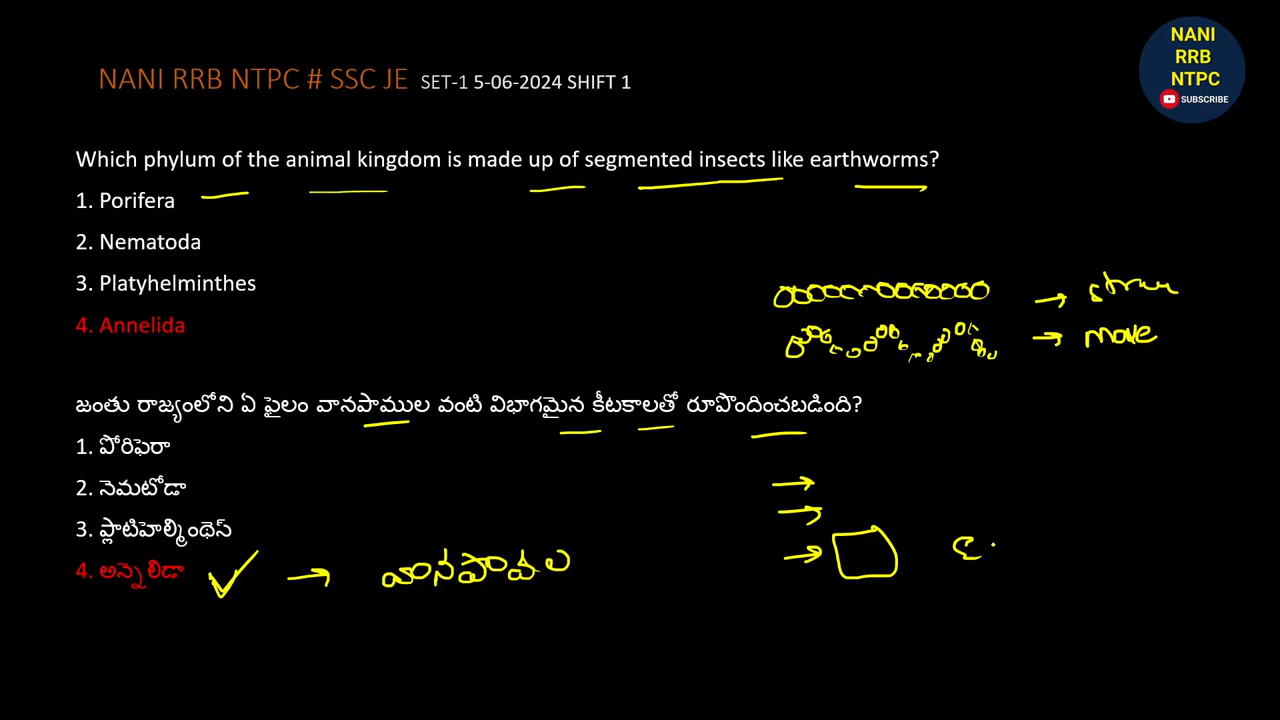 NANI
RRB
NTPC
SUBSCRIBE
NANI RRB NTPC # SSC JE SET-1 5-06-2024 SHIFT 1
Which phylum of the animal kingdom is made up of segmented insects like earthworms?
1. Porifera
2. Nematoda
3. Platyhelminthes
4. Annelida
move
జంతు రాజ్యంలోని ఏ ఫైలం వానపాముల వంటి విభాగమైన కీటకాలతో రూపొందించబడింది?
1. పోరిఫెరా
2. నెమటోడా
3. ప్లాటిహెల్మింథెస్
4. అన్నెలిడా